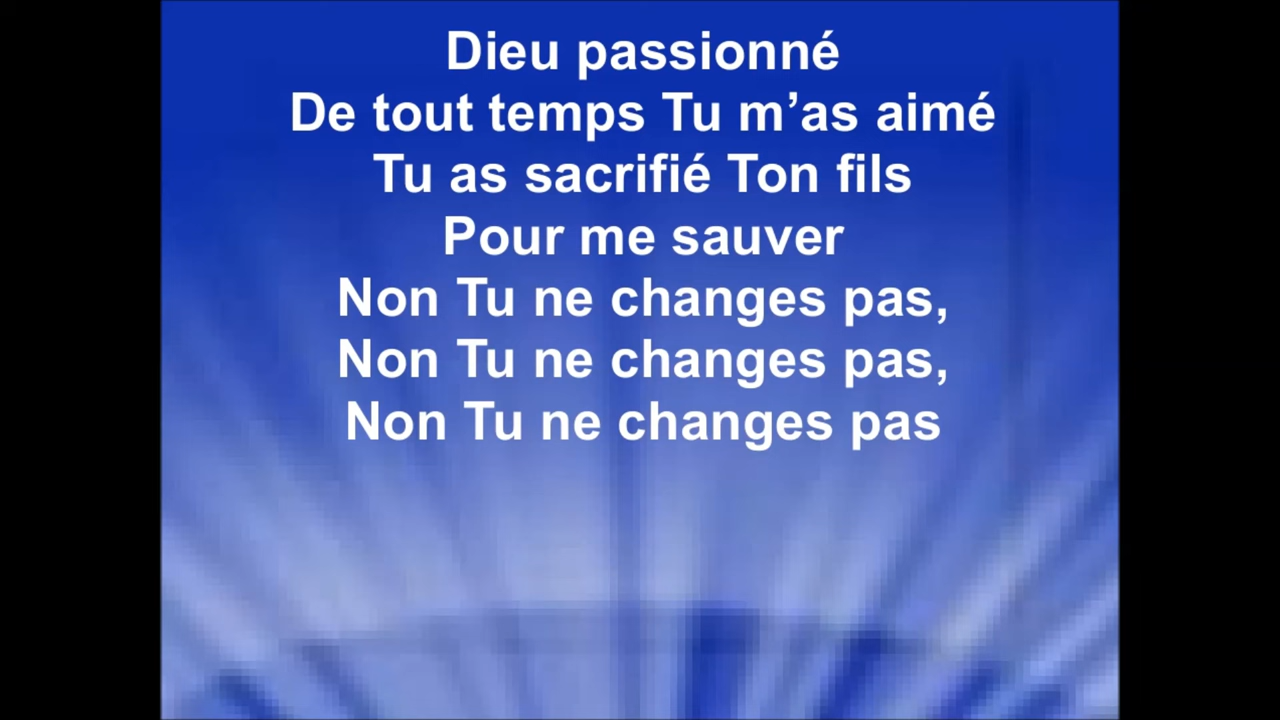 Dieu passionné
De tout temps Tu m’as aimé
Tu as sacrifié Ton fils
Pour me sauver
Non Tu ne changes pas,
Non Tu ne changes pas,
Non Tu ne changes pas